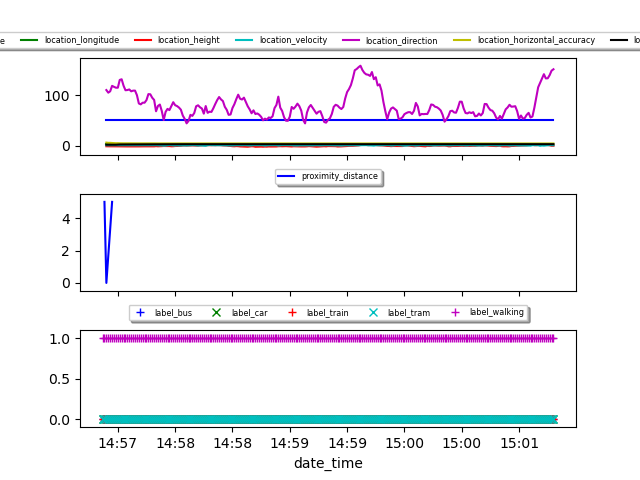 location_longitude location_height location_velocity location_direction location_horizontal_accuracy
100
0
proximity_distance
4
2
0
label_bus label_car label_train label_tram label_walking
1.0
0.5
0.0
14:57 14:58 14:58 14:59 14:59 15:00 15:00 15:01
date_time